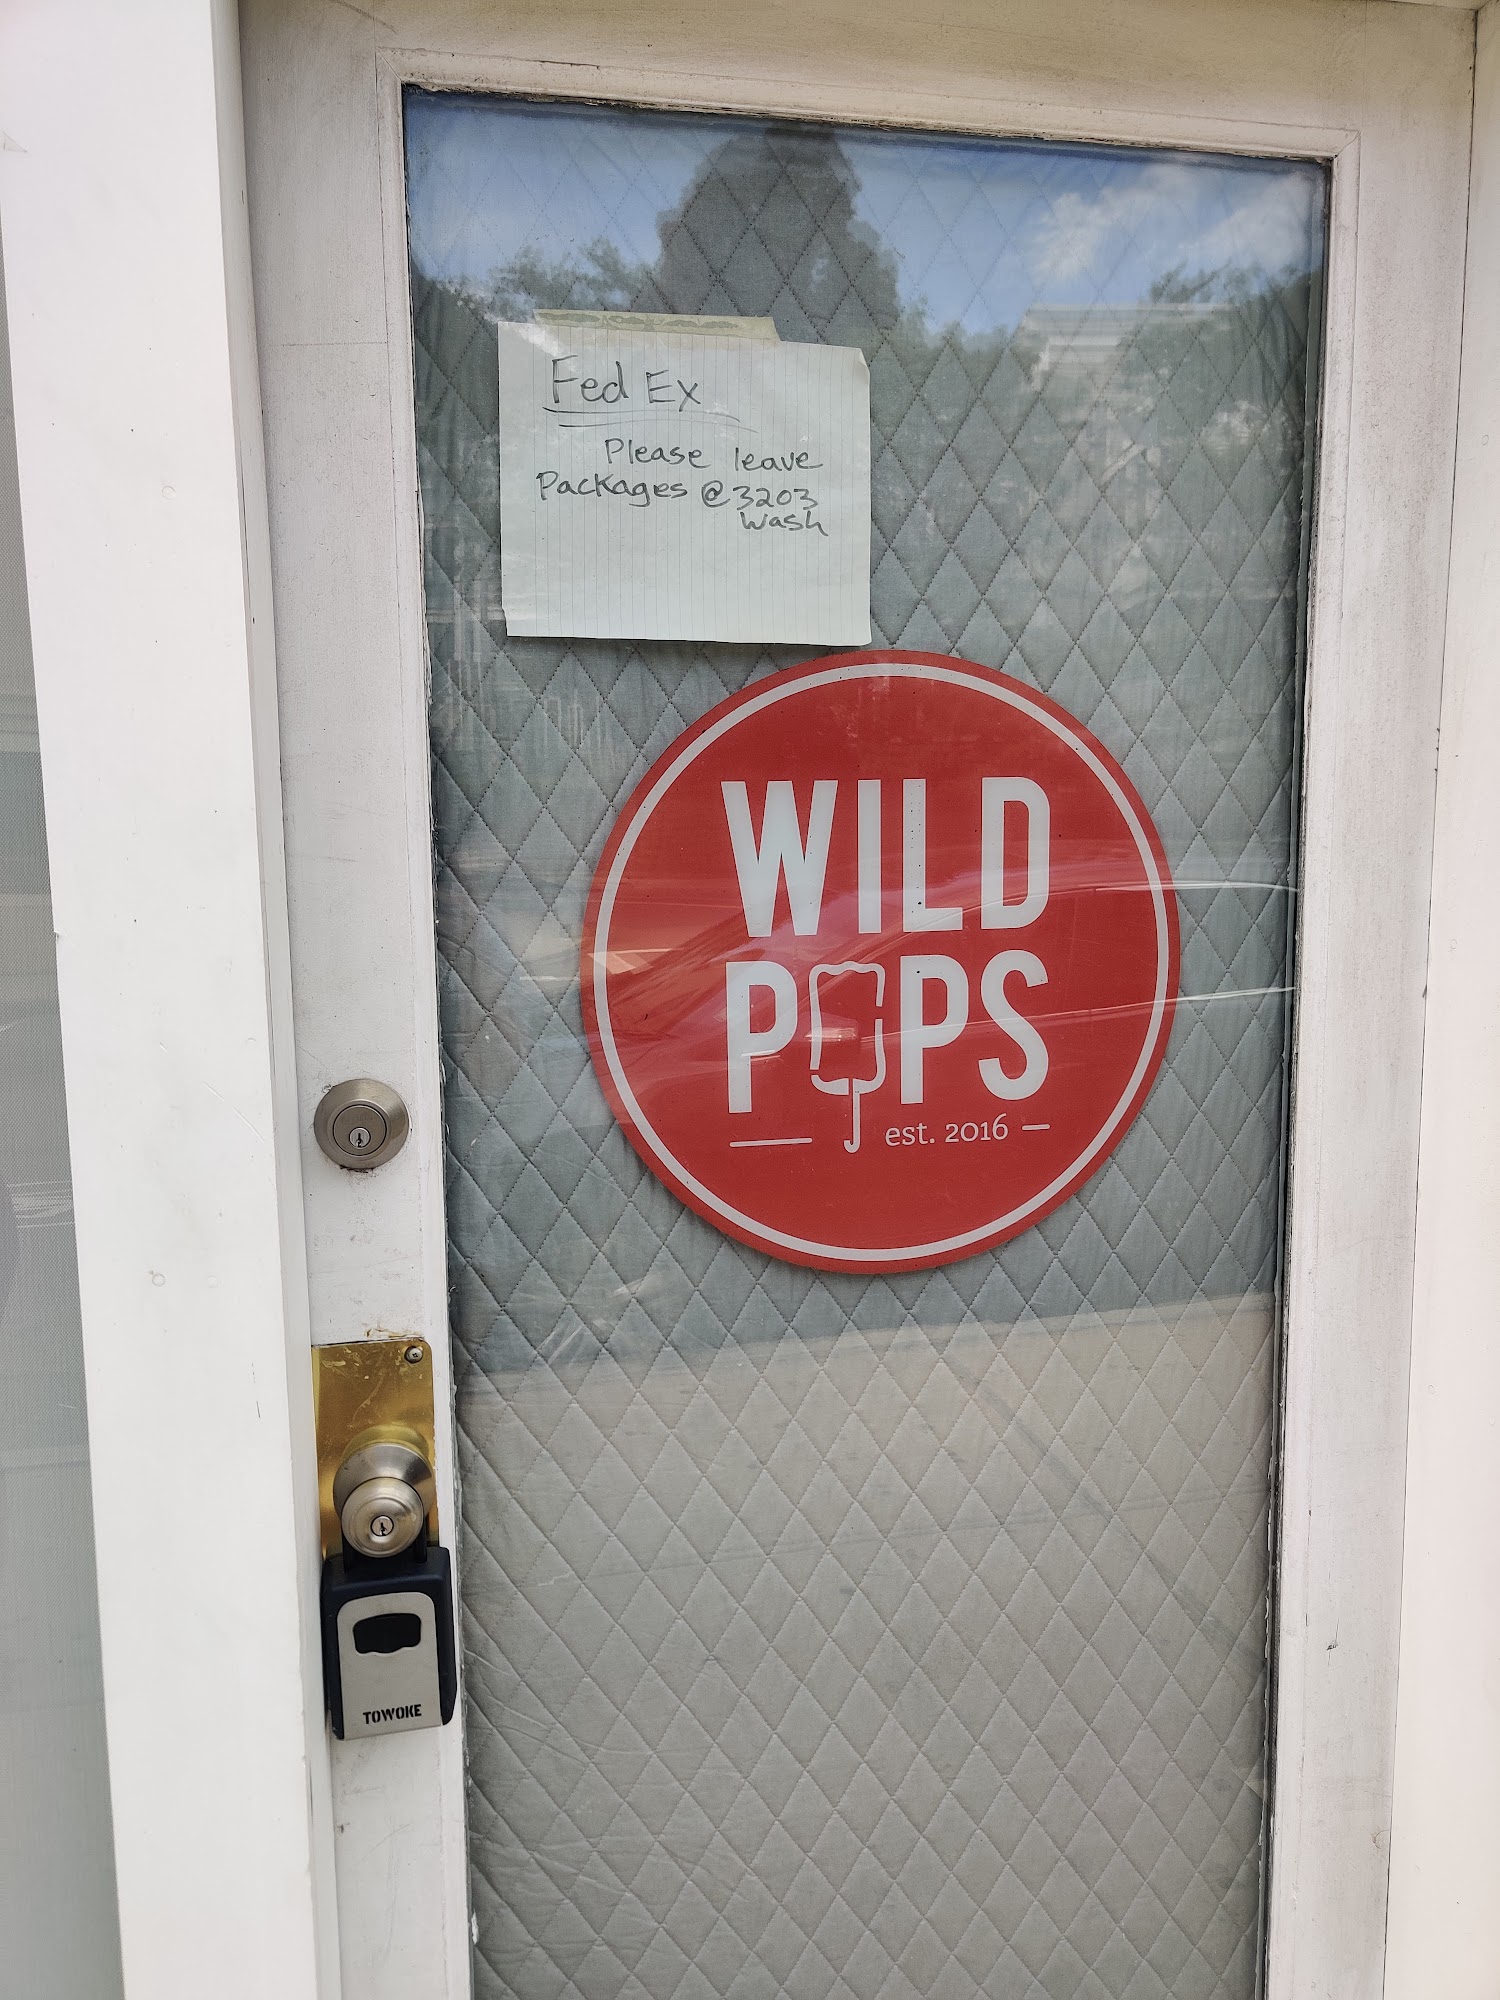 Fed Ex
Please leave
Packages @ 3203
Wash
WILD
POPS
est. 2016
TOWOKE